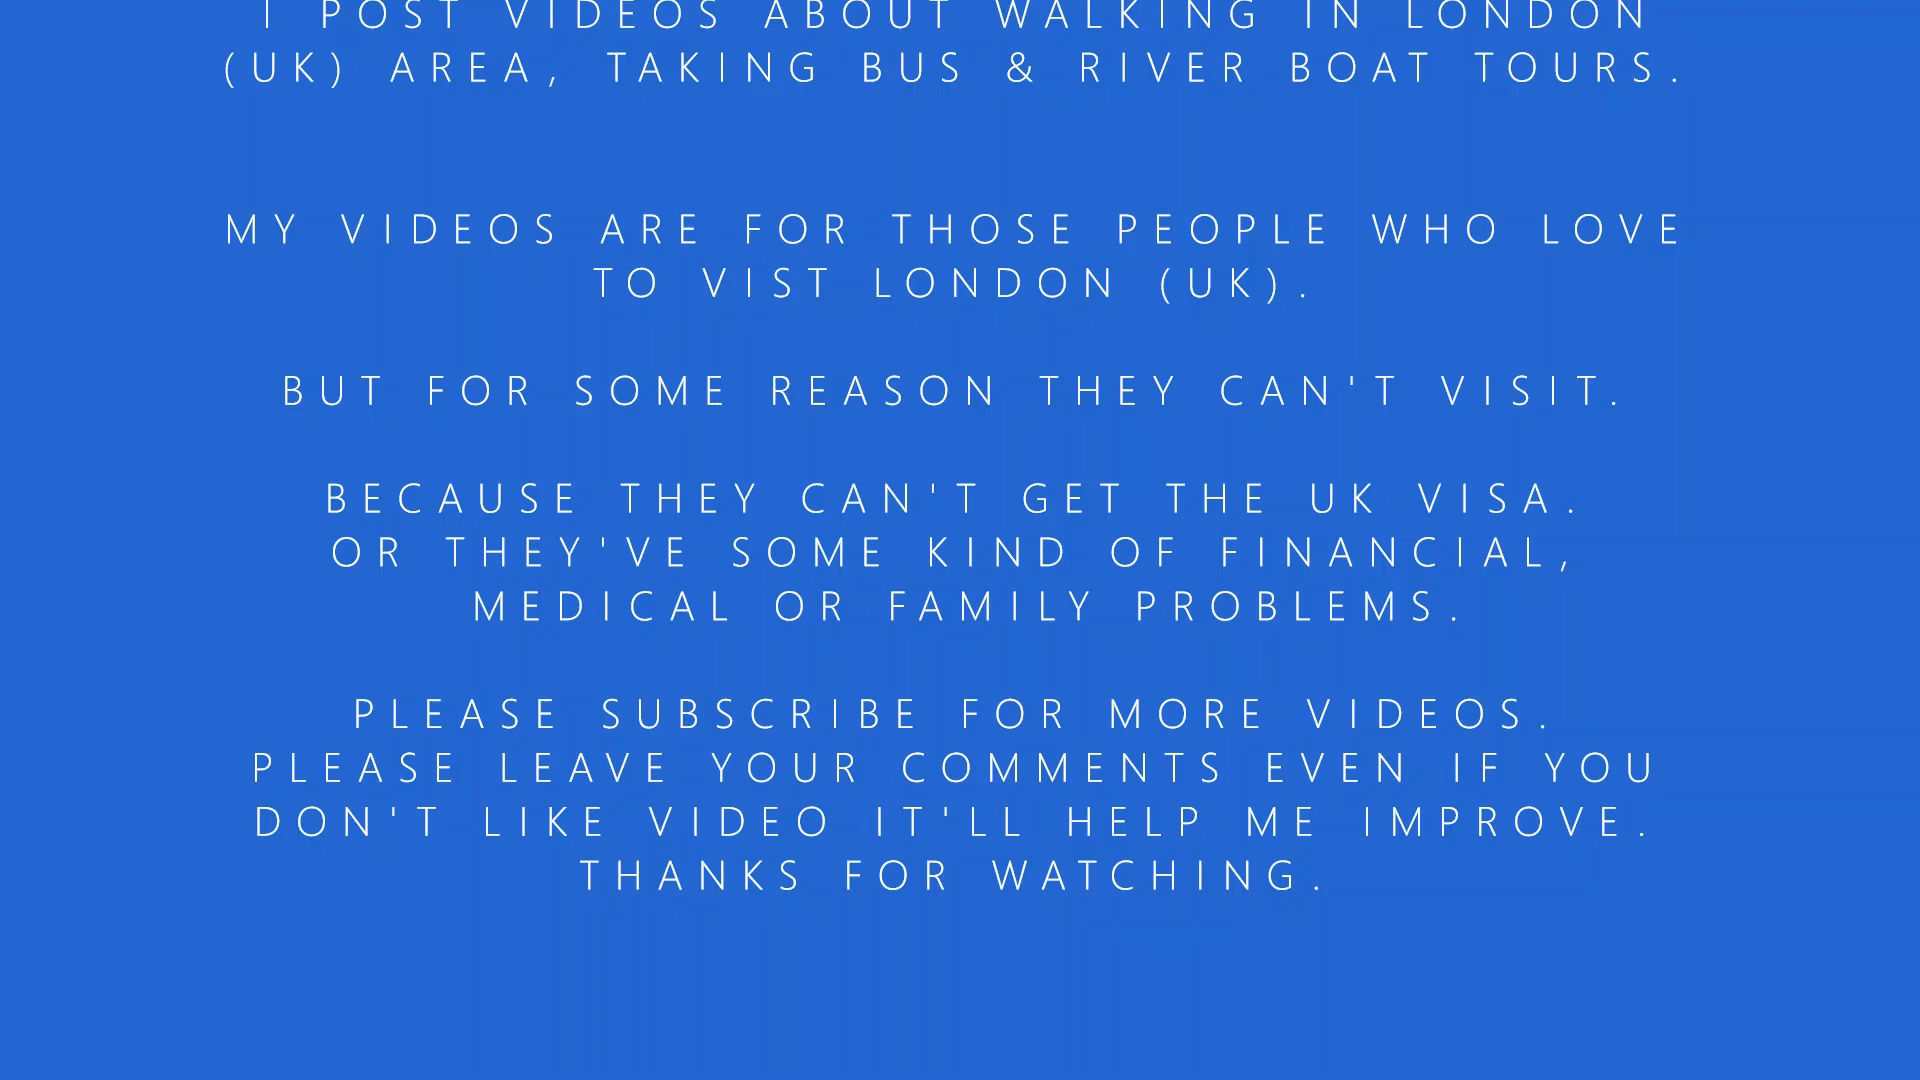 I POST VIDEOS ABOUT WALKING IN LONDON
(UK) AREA, TAKING BUS & RIVER BOAT TOURS.
MY VIDEOS ARE FOR THOSE PEOPLE WHO LOVE
TO VIST LONDON (UK).
BUT FOR SOME REASON THEY CAN'T VISIT.
BECAUSE THEY CAN'T GET THE UK VISA.
OR THEY'VE SOME KIND OF FINANCIAL,
MEDICAL OR FAMILY PROBLEMS.
PLEASE SUBSCRIBE FOR MORE VIDEOS.
PLEASE LEAVE YOUR COMMENTS EVEN IF YOU
DON'T LIKE VIDEO IT'LL HELP ME IMPROVE.
THANKS FOR WATCHING.